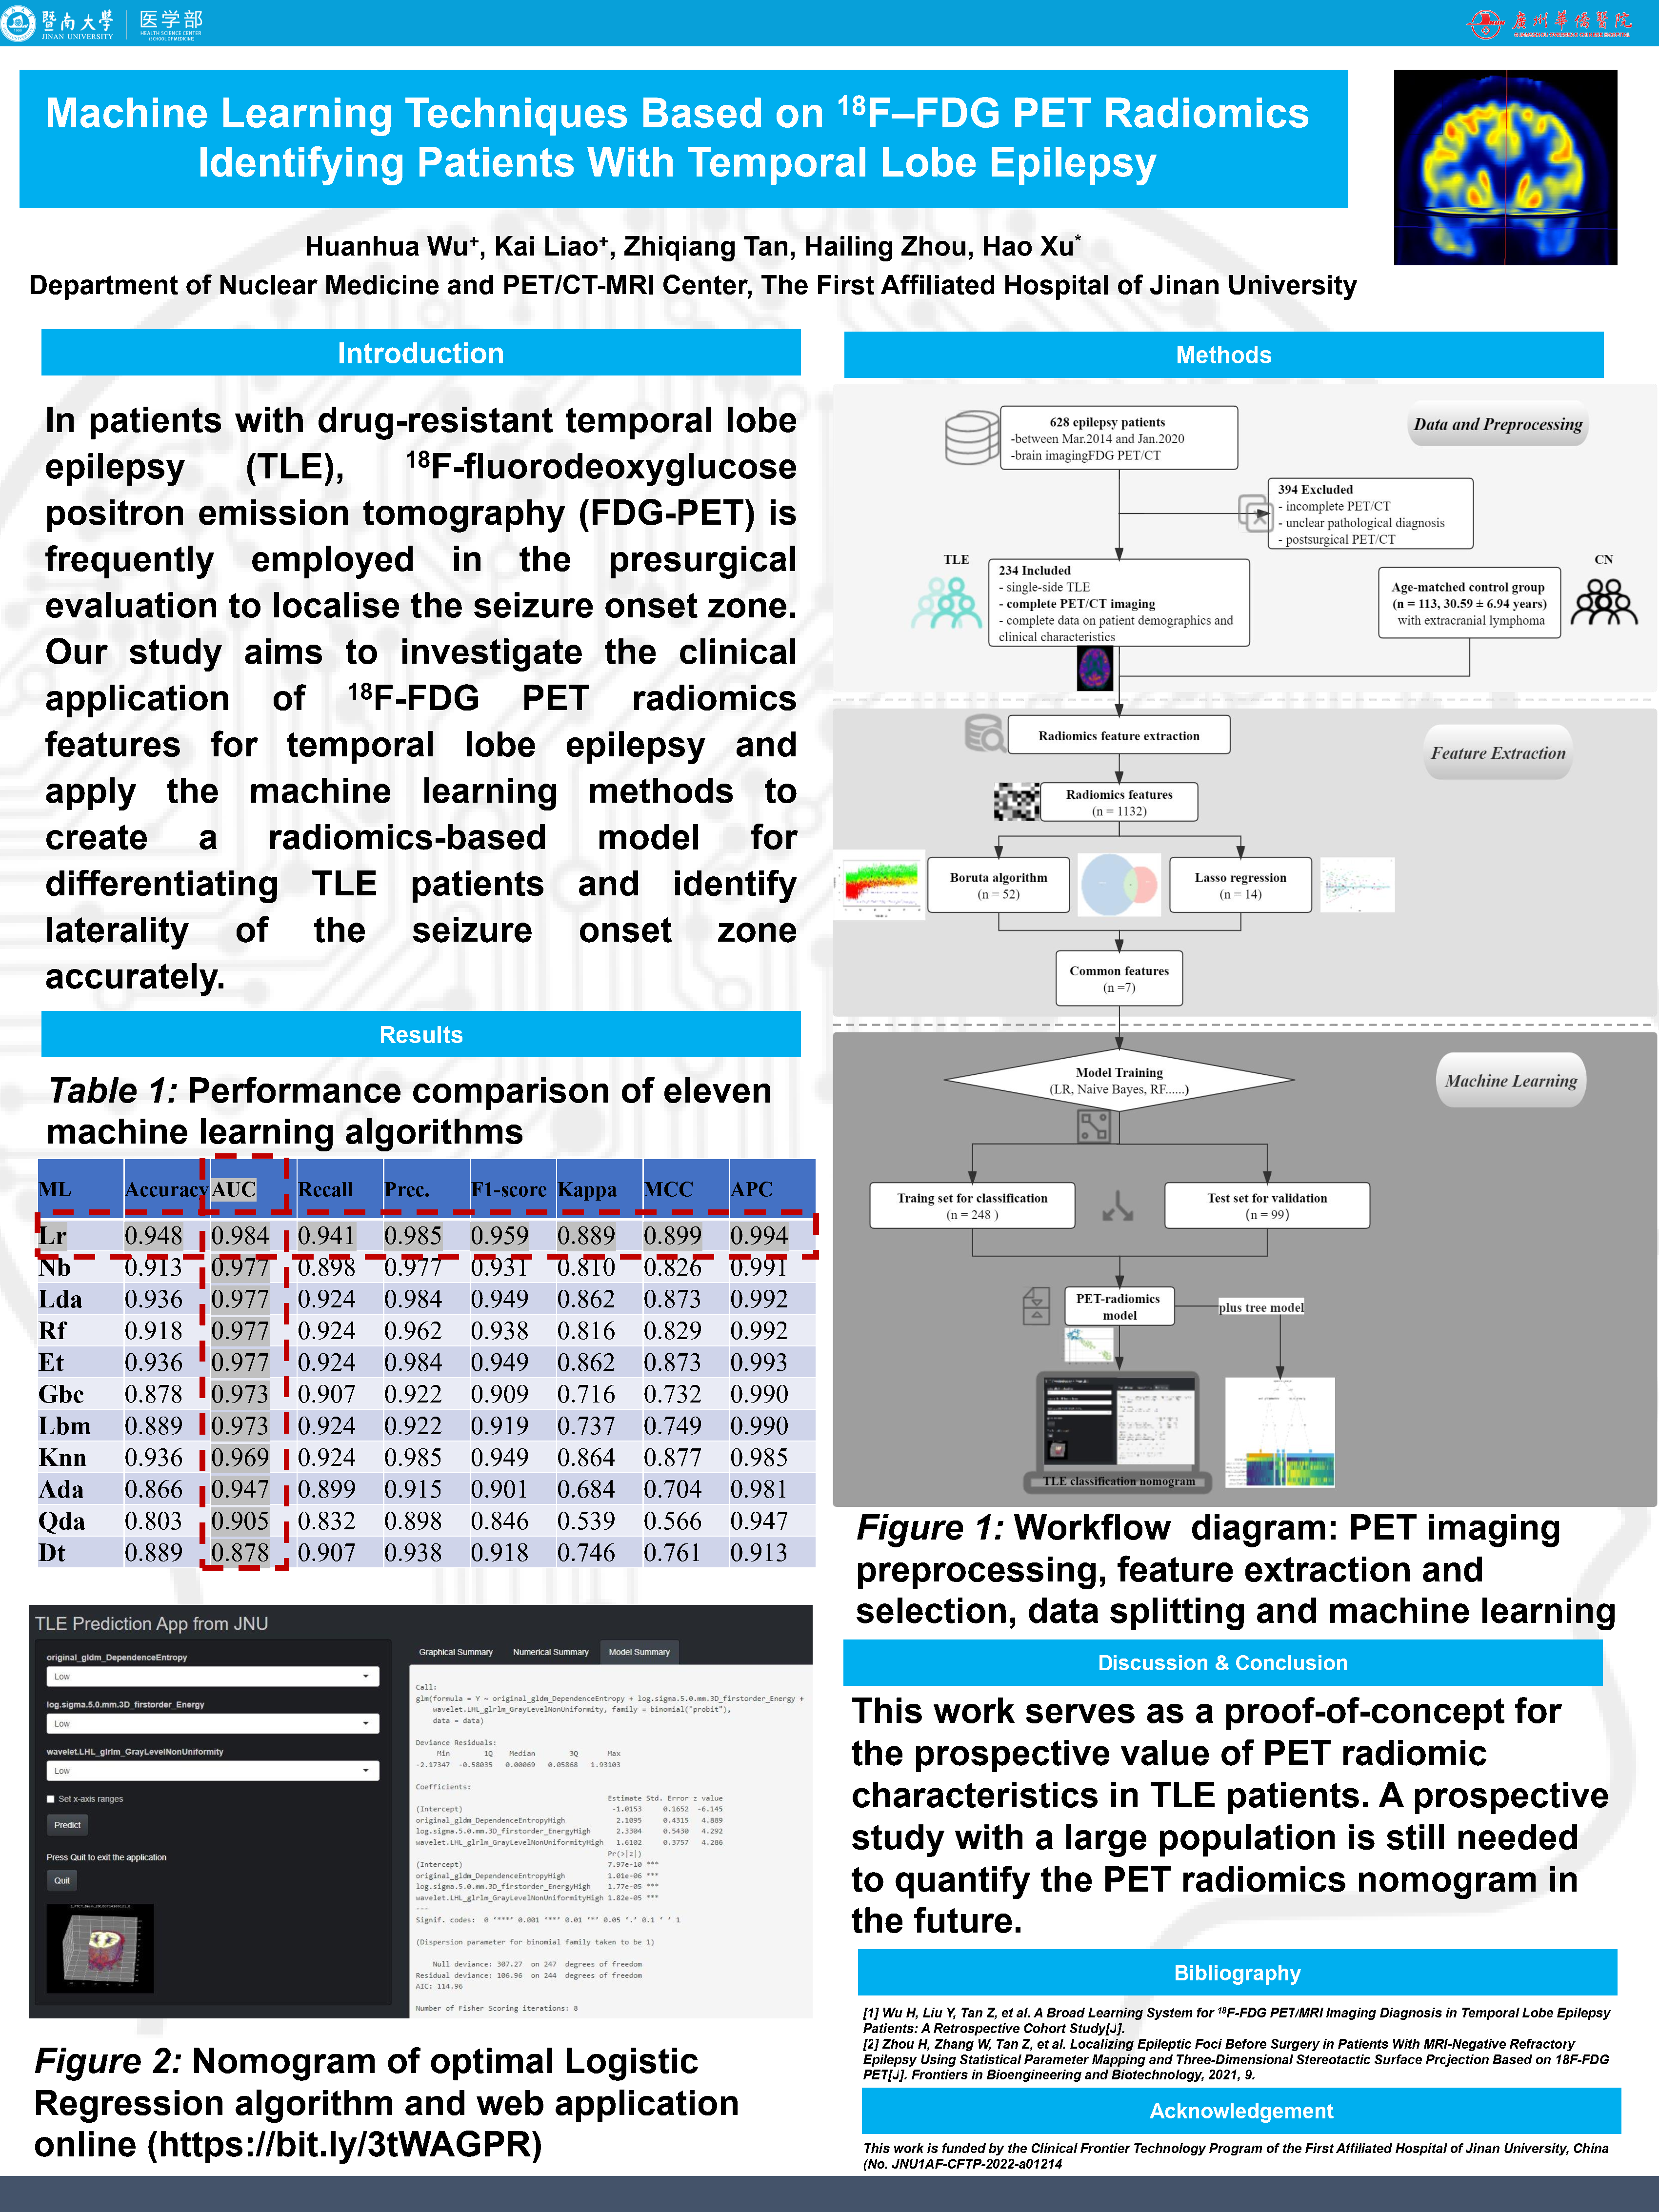 暨南大學
JINAN UNIVERSITY
医学部
HEALTH SCIENCE CENTER
(SCHOOL OF MEDICINE)
廣州華僑醫院
GUANGZHOU OVERSEAS CHINESE HOSPITAL
Machine Learning Techniques Based on ¹⁸F–FDG PET Radiomics
Identifying Patients With Temporal Lobe Epilepsy
Huanhua Wu⁺, Kai Liao⁺, Zhiqiang Tan, Hailing Zhou, Hao Xu*
Department of Nuclear Medicine and PET/CT-MRI Center, The First Affiliated Hospital of Jinan University
Introduction
In patients with drug-resistant temporal lobe
epilepsy (TLE), ¹⁸F-fluorodeoxyglucose
positron emission tomography (FDG-PET) is
frequently employed in the presurgical
evaluation to localise the seizure onset zone.
Our study aims to investigate the clinical
application of ¹⁸F-FDG PET radiomics
features for temporal lobe epilepsy and
apply the machine learning methods to
create a radiomics-based model for
differentiating TLE patients and identify
laterality of the seizure onset zone
accurately.
Results
Table 1: Performance comparison of eleven
machine learning algorithms
ML Accuracy AUC Recall Prec. F1-score Kappa MCC APC
Lr 0.948 0.984 0.941 0.985 0.959 0.889 0.899 0.994
Nb 0.913 0.977 0.898 0.977 0.931 0.810 0.826 0.991
Lda 0.936 0.977 0.924 0.984 0.949 0.862 0.873 0.992
Rf 0.918 0.977 0.924 0.962 0.938 0.816 0.829 0.992
Et 0.936 0.977 0.924 0.984 0.949 0.862 0.873 0.993
Gbc 0.878 0.973 0.907 0.922 0.909 0.716 0.732 0.990
Lbm 0.889 0.973 0.924 0.922 0.919 0.737 0.749 0.990
Knn 0.936 0.969 0.924 0.985 0.949 0.864 0.877 0.985
Ada 0.866 0.947 0.899 0.915 0.901 0.684 0.704 0.981
Qda 0.803 0.905 0.832 0.898 0.846 0.539 0.566 0.947
Dt 0.889 0.878 0.907 0.938 0.918 0.746 0.761 0.913
TLE Prediction App from JNU
original_gldm_DependenceEntropy
Low
log.sigma.5.0.mm.3D_firstorder_Energy
Low
wavelet.LHL_glrlm_GrayLevelNonUniformity
Low
Set x-axis ranges
Predict
Press Quit to exit the application
Quit
Graphical Summary Numerical Summary Model Summary
Call:
glm(formula = Y ~ original_gldm_DependenceEntropy + log.sigma.5.0.mm.3D_firstorder_Energy +
wavelet.LHL_glrlm_GrayLevelNonUniformity, family = binomial("probit"),
data = data)
Deviance Residuals:
Min 1Q Median 3Q Max
-2.17347 -0.58035 0.00069 0.05868 1.93103
Coefficients:
Estimate Std. Error z value
(Intercept) -1.0153 0.1652 -6.145
original_gldm_DependenceEntropyHigh 2.1095 0.4315 4.889
log.sigma.5.0.mm.3D_firstorder_EnergyHigh 2.3304 0.5430 4.292
wavelet.LHL_glrlm_GrayLevelNonUniformityHigh 1.6102 0.3757 4.286
Pr(>|z|)
(Intercept) 7.97e-10 ***
original_gldm_DependenceEntropyHigh 1.01e-06 ***
log.sigma.5.0.mm.3D_firstorder_EnergyHigh 1.77e-05 ***
wavelet.LHL_glrlm_GrayLevelNonUniformityHigh 1.82e-05 ***
---
Signif. codes: 0 '***' 0.001 '**' 0.01 '*' 0.05 '.' 0.1 ' ' 1
(Dispersion parameter for binomial family taken to be 1)
Null deviance: 307.27 on 247 degrees of freedom
Residual deviance: 106.96 on 244 degrees of freedom
AIC: 114.96
Number of Fisher Scoring iterations: 8
Figure 2: Nomogram of optimal Logistic
Regression algorithm and web application
online (https://bit.ly/3tWAGPR)
Methods
Data and Preprocessing
628 epilepsy patients
-between Mar.2014 and Jan.2020
-brain imagingFDG PET/CT
394 Excluded
- incomplete PET/CT
- unclear pathological diagnosis
- postsurgical PET/CT
TLE
234 Included
- single-side TLE
- complete PET/CT imaging
- complete data on patient demographics and
clinical characteristics
CN
Age-matched control group
(n = 113, 30.59 ± 6.94 years)
with extracranial lymphoma
Feature Extraction
Radiomics feature extraction
Radiomics features
(n = 1132)
Boruta algorithm
(n = 52)
Lasso regression
(n = 14)
Common features
(n =7)
Machine Learning
Model Training
(LR, Naive Bayes, RF......)
Traing set for classification
(n = 248 )
Test set for validation
(n = 99)
PET-radiomics
model
plus tree model
TLE classification nomogram
Figure 1: Workflow diagram: PET imaging
preprocessing, feature extraction and
selection, data splitting and machine learning
Discussion & Conclusion
This work serves as a proof-of-concept for
the prospective value of PET radiomic
characteristics in TLE patients. A prospective
study with a large population is still needed
to quantify the PET radiomics nomogram in
the future.
Bibliography
[1] Wu H, Liu Y, Tan Z, et al. A Broad Learning System for ¹⁸F-FDG PET/MRI Imaging Diagnosis in Temporal Lobe Epilepsy
Patients: A Retrospective Cohort Study[J].
[2] Zhou H, Zhang W, Tan Z, et al. Localizing Epileptic Foci Before Surgery in Patients With MRI-Negative Refractory
Epilepsy Using Statistical Parameter Mapping and Three-Dimensional Stereotactic Surface Projection Based on 18F-FDG
PET[J]. Frontiers in Bioengineering and Biotechnology, 2021, 9.
Acknowledgement
This work is funded by the Clinical Frontier Technology Program of the First Affiliated Hospital of Jinan University, China
(No. JNU1AF-CFTP-2022-a01214